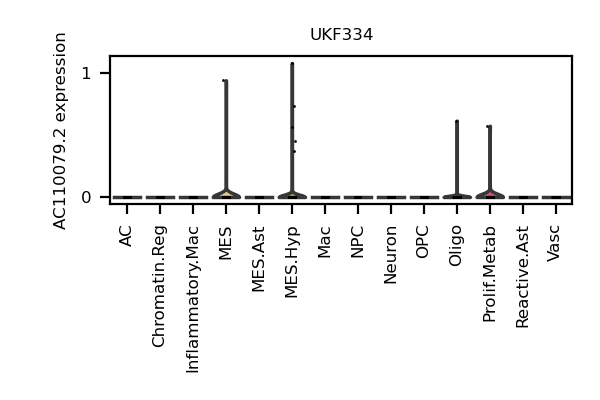 UKF334
AC110079.2 expression
1
0
AC
Chromatin.Reg
Inflammatory.Mac
MES
MES.Ast
MES.Hyp
Mac
NPC
Neuron
OPC
Oligo
Prolif.Metab
Reactive.Ast
Vasc